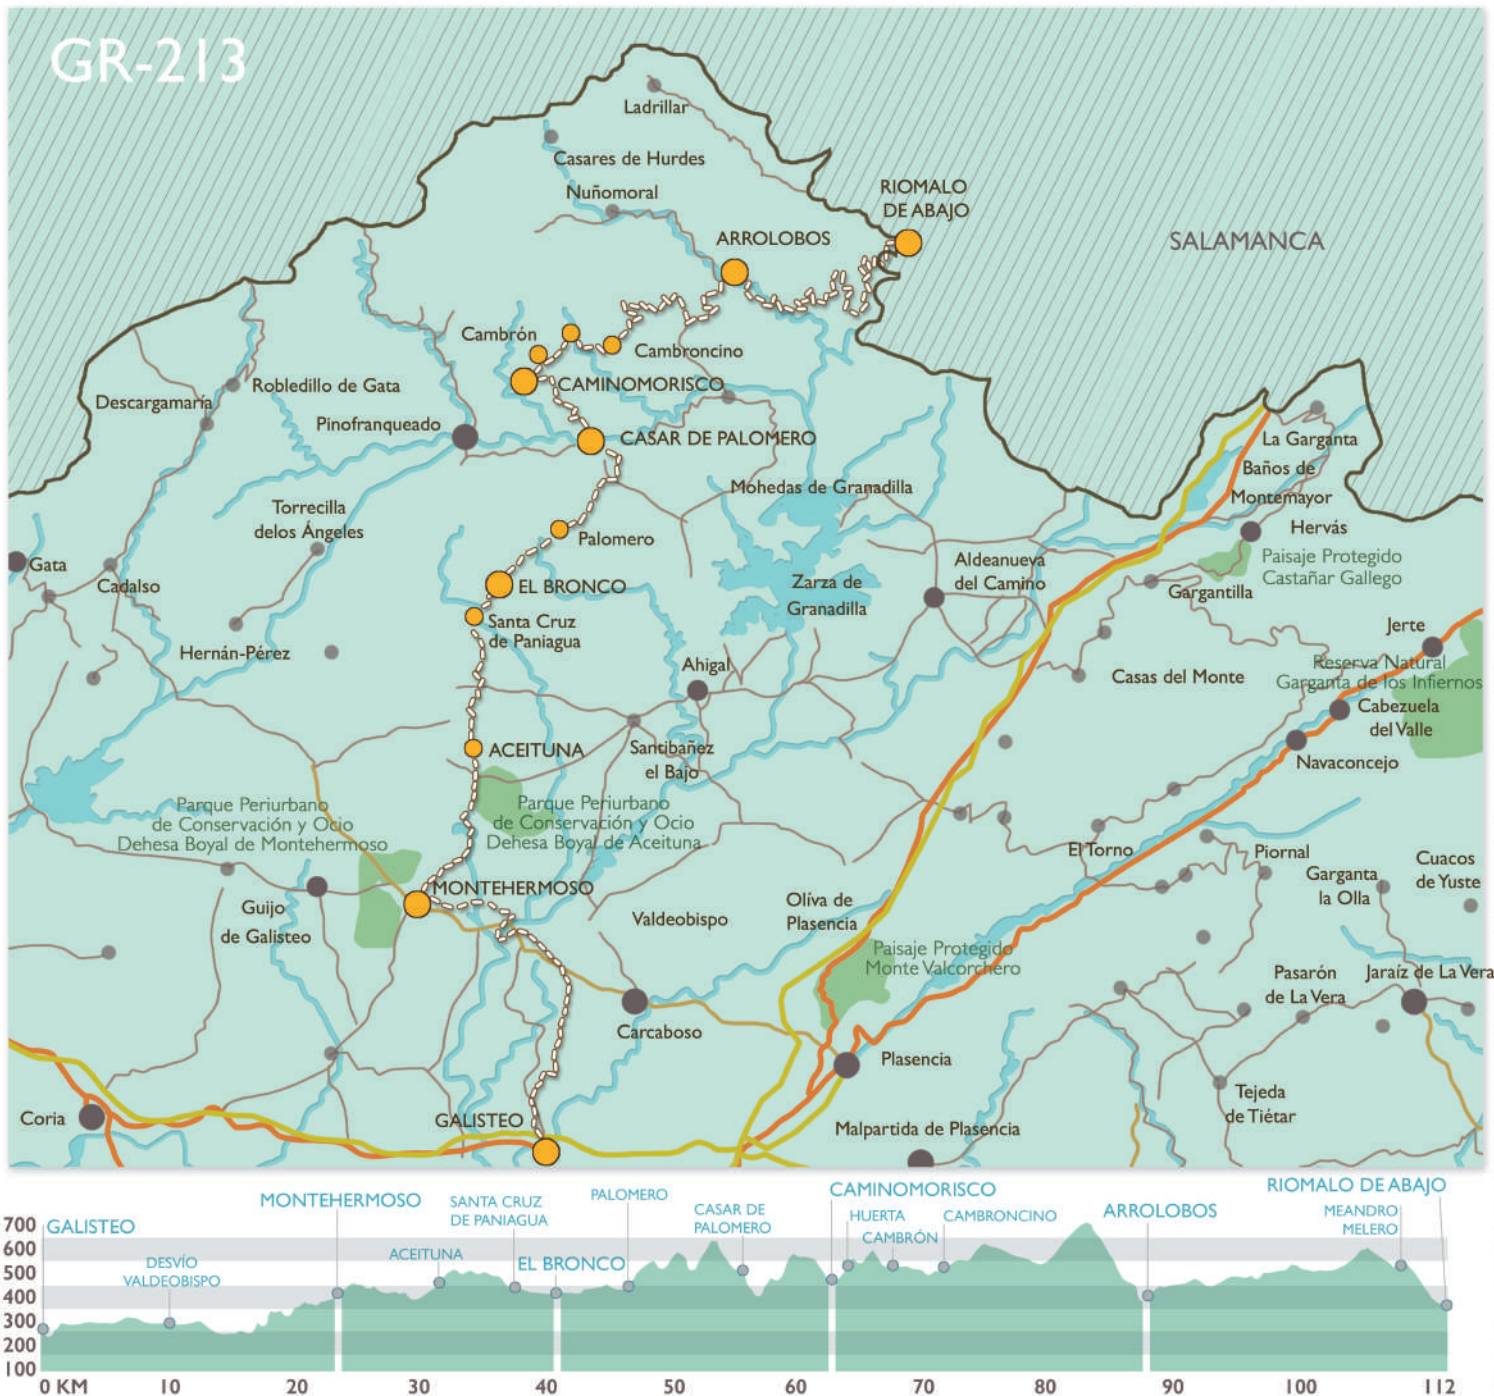 GR-213
Ladrillar
Casares de Hurdes
Nuñomoral
RIOMALO
DE ABAJO
ARROLOBOS
SALAMANCA
Cambrón
Cambroncino
CAMINOMORISCO
Robledillo de Gata
Descargamaría
Pinofranqueado
CASAR DE PALOMERO
La Garganta
Baños de
Montemayor
Mohedas de Granadilla
Torrecilla
delos Ángeles
Hervás
Palomero
Paisaje Protegido
Castañar Gallego
Gata
Cadalso
Aldeanueva
del Camino
EL BRONCO
Zarza de
Granadilla
Gargantilla
Santa Cruz
de Paniagua
Jerte
Hernán-Pérez
Ahigal
Reserva Natural
Garganta de los Infiernos
Casas del Monte
Cabezuela
del Valle
ACEITUNA
Santibañez
el Bajo
Navaconcejo
Parque Periurbano
de Conservación y Ocio
Dehesa Boyal de Montehermoso
Parque Periurbano
de Conservación y Ocio
Dehesa Boyal de Aceituna
El Torno
Piornal
Cuacos
de Yuste
Garganta
la Olla
MONTEHERMOSO
Guijo
de Galisteo
Valdeobispo
Olíva de
Plasencia
Paisaje Protegido
Monte Valcorchero
Pasarón
de La Vera
Jaraíz de La Vera
Carcaboso
Plasencia
Tejeda
de Tiétar
Coria
GALISTEO
Malpartida de Plasencia
MONTEHERMOSO
SANTA CRUZ
DE PANIAGUA
PALOMERO
CASAR DE
PALOMERO
CAMINOMORISCO
HUERTA
CAMBRÓN
CAMBRONCINO
ARROLOBOS
RIOMALO DE ABAJO
MEANDRO
MELERO
GALISTEO
DESVÍO
VALDEOBISPO
ACEITUNA
EL BRONCO
700
600
500
400
300
200
100
0 KM 10 20 30 40 50 60 70 80 90 100 112